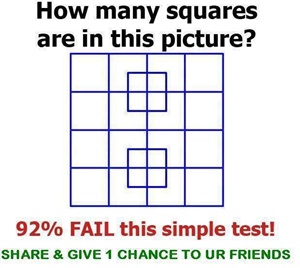 How many squares
are in this picture?
92% FAIL this simple test!
SHARE & GIVE 1 CHANCE TO UR FRIENDS